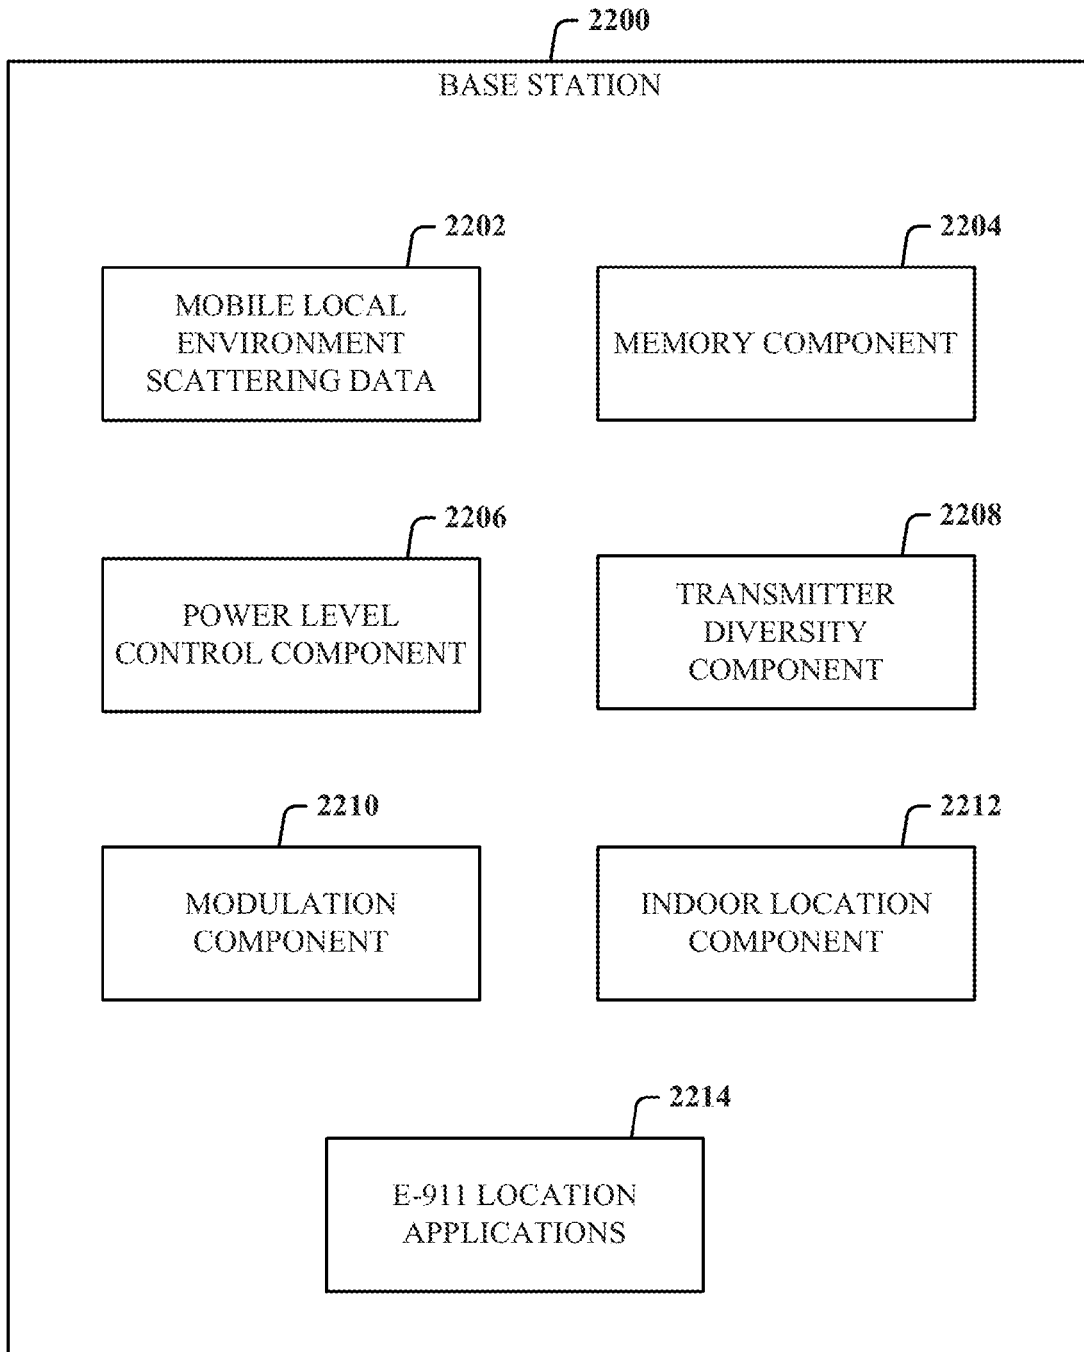 2200
BASE STATION
2202
MOBILE LOCAL
ENVIRONMENT
SCATTERING DATA
2204
MEMORY COMPONENT
2206
POWER LEVEL
CONTROL COMPONENT
2208
TRANSMITTER
DIVERSITY
COMPONENT
2210
MODULATION
COMPONENT
2212
INDOOR LOCATION
COMPONENT
2214
E-911 LOCATION
APPLICATIONS